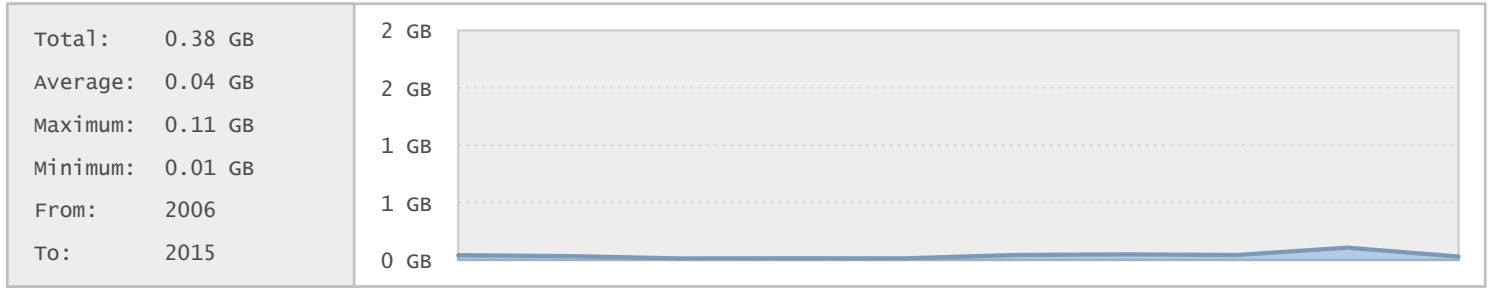 Total: 0.38 GB
Average: 0.04 GB
Maximum: 0.11 GB
Minimum: 0.01 GB
From: 2006
To: 2015
2 GB
2 GB
1 GB
1 GB
0 GB